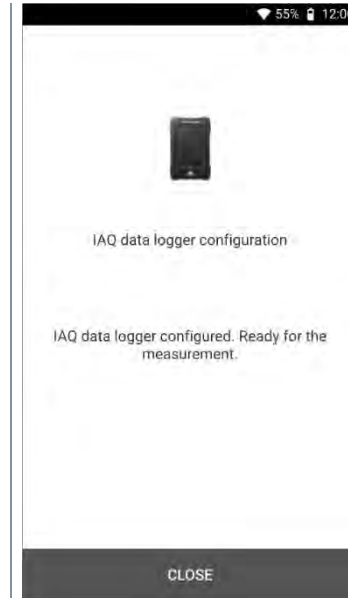 55% 12:0
IAQ data logger configuration
IAQ data logger configured. Ready for the
measurement.
CLOSE